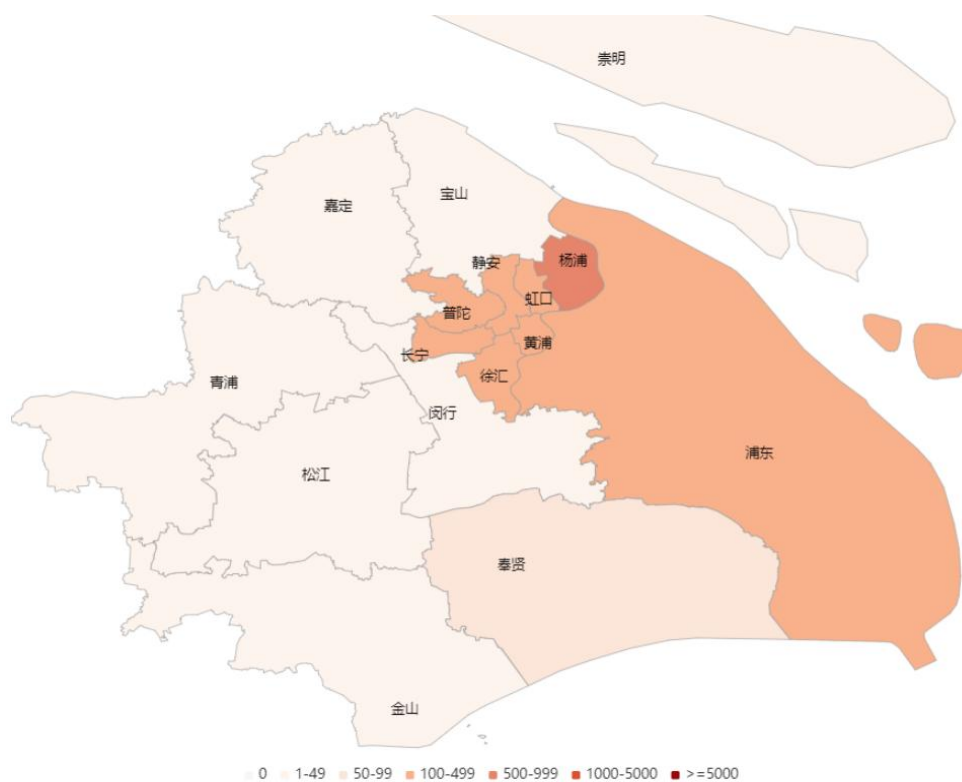 崇明
宝山
嘉定
静安
杨浦
虹口
普陀
黄浦
长宁
徐汇
青浦
闵行
浦东
松江
奉贤
金山
0 1-49 50-99 100-499 500-999 1000-5000 >=5000